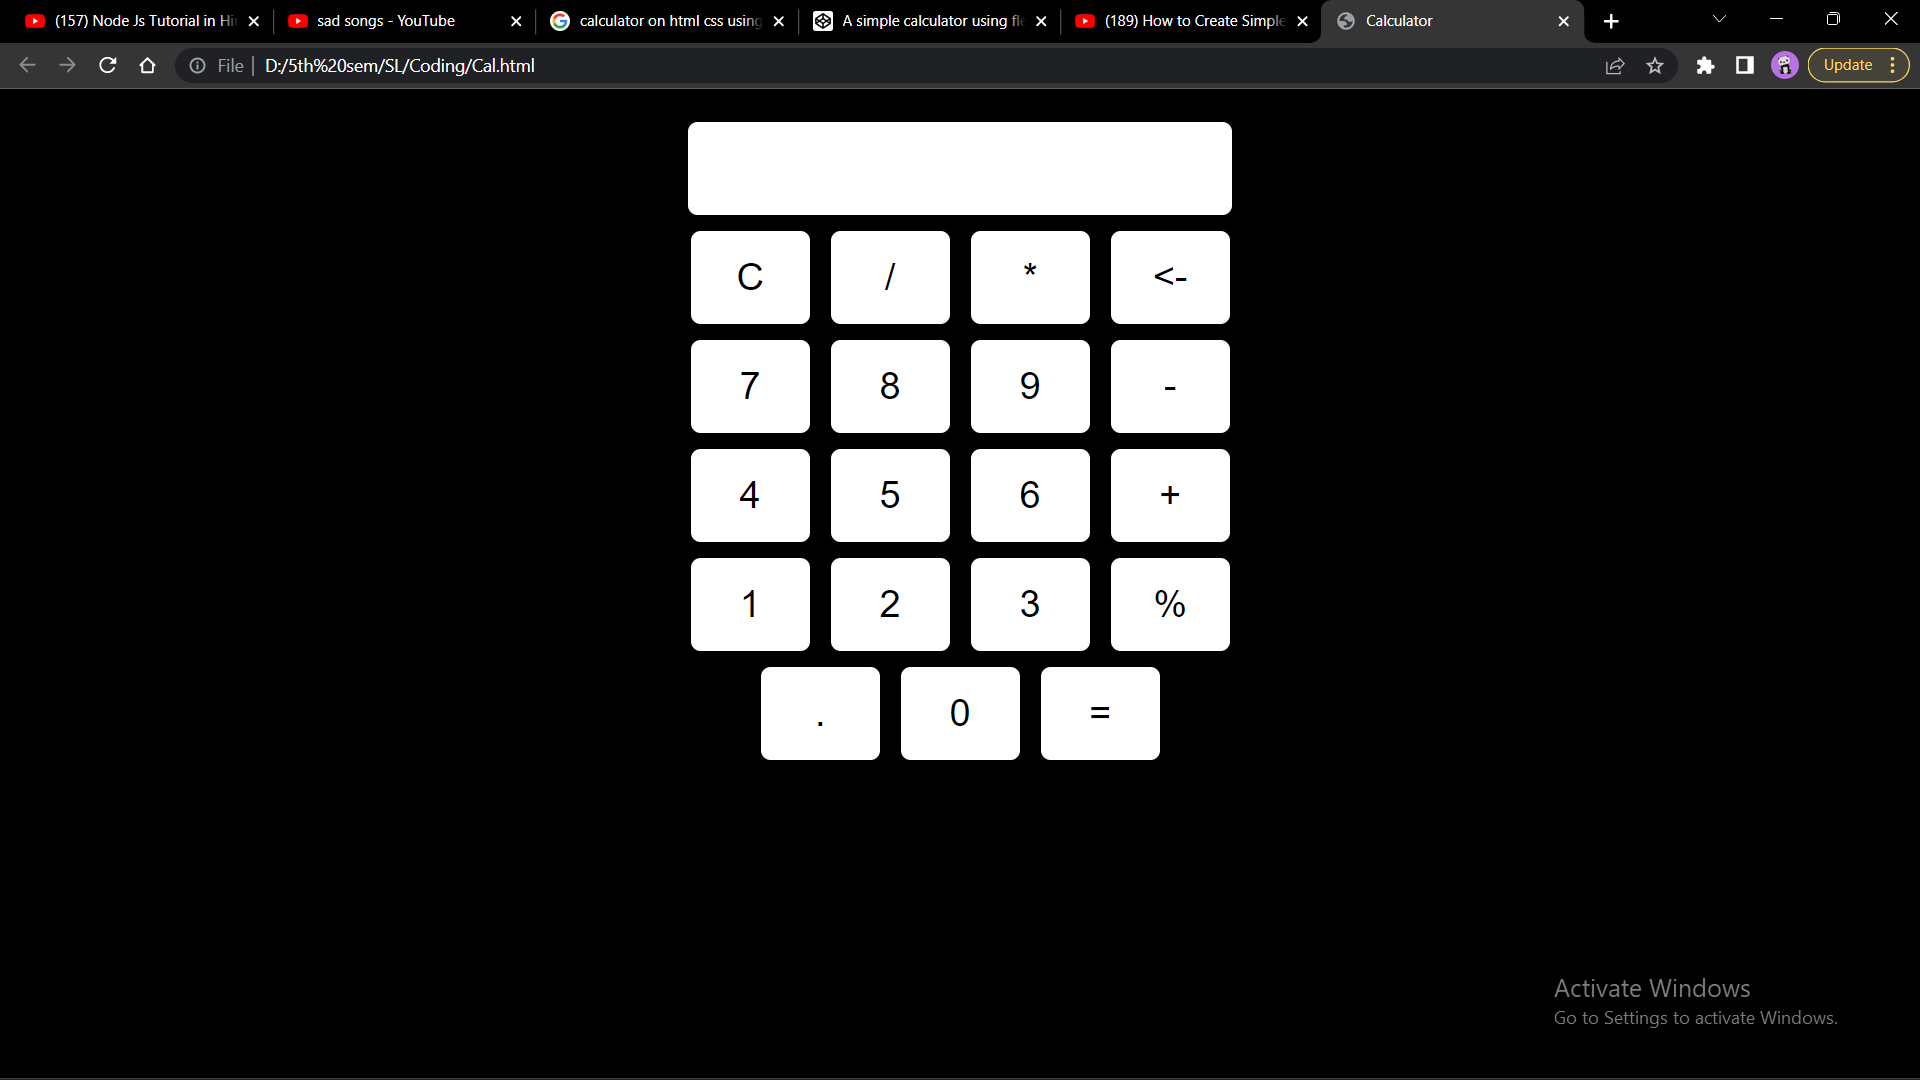 (157) Node Js Tutorial in Hi
sad songs - YouTube
calculator on html css using
A simple calculator using fle
(189) How to Create Simple
Calculator
File
D:/5th%20sem/SL/Coding/Cal.html
Update
C / * <-
7 8 9 -
4 5 6 +
1 2 3 %
. 0 =
Activate Windows
Go to Settings to activate Windows.